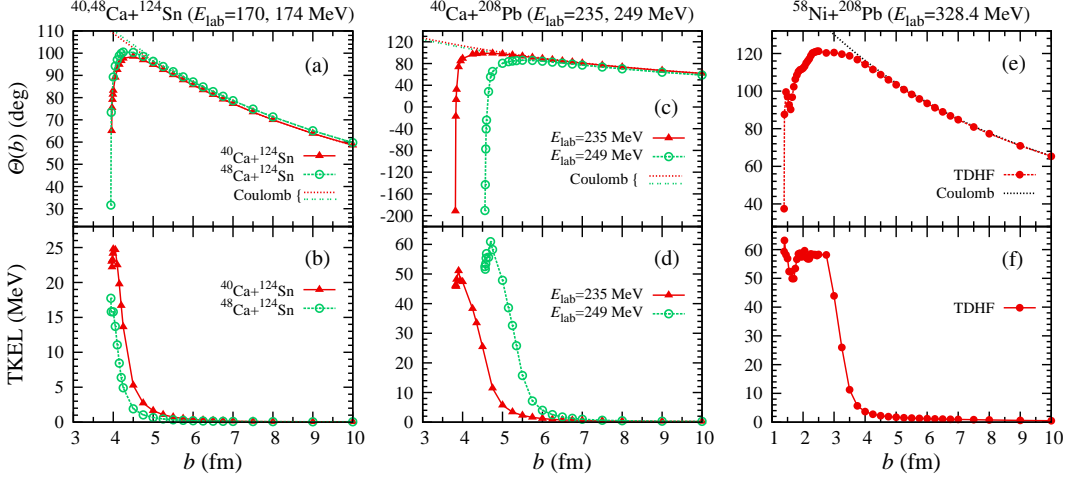 40,48Ca+124Sn (Elab=170, 174 MeV)
40Ca+208Pb (Elab=235, 249 MeV)
58Ni+208Pb (Elab=328.4 MeV)
Θ(b) (deg)
110
100
90
80
70
60
50
40
30
(a)
40Ca+124Sn
48Ca+124Sn
Coulomb {
120
80
40
0
-40
-80
-120
-160
-200
(c)
Elab=235 MeV
Elab=249 MeV
Coulomb {
120
100
80
60
40
(e)
TDHF
Coulomb
TKEL (MeV)
25
20
15
10
5
0
(b)
40Ca+124Sn
48Ca+124Sn
60
50
40
30
20
10
0
(d)
Elab=235 MeV
Elab=249 MeV
60
50
40
30
20
10
0
(f)
TDHF
3 4 5 6 7 8 9 10
3 4 5 6 7 8 9 10
1 2 3 4 5 6 7 8 9 10
b (fm)
b (fm)
b (fm)